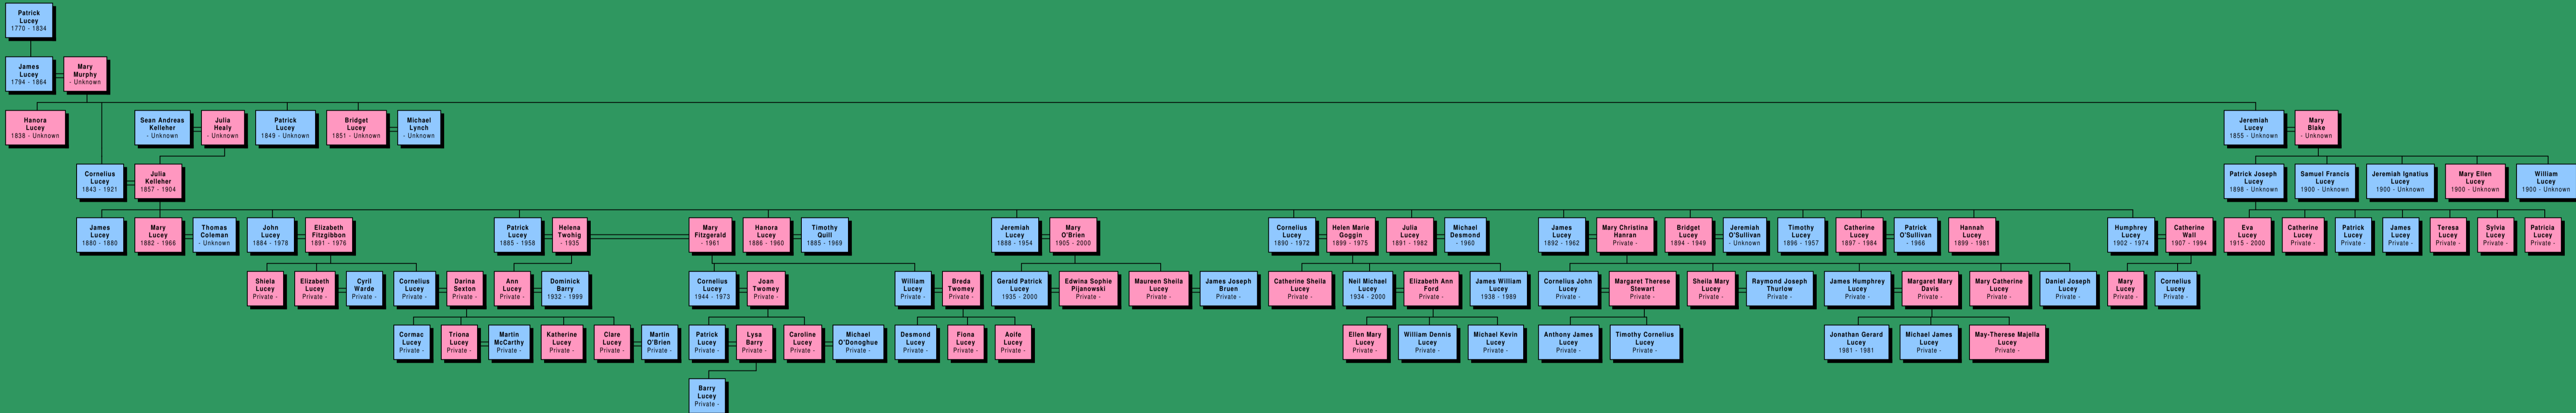 Patrick
Lucey
1770 - 1834
James
Lucey
1794 - 1864
Mary
Murphy
- Unknown
Hanora
Lucey
1838 - Unknown
Sean Andreas
Kelleher
- Unknown
Julia
Healy
- Unknown
Patrick
Lucey
1849 - Unknown
Bridget
Lucey
1851 - Unknown
Michael
Lynch
- Unknown
Jeremiah
Lucey
1855 - Unknown
Mary
Blake
- Unknown
Cornelius
Lucey
1843 - 1921
Julia
Kelleher
1857 - 1904
Patrick Joseph
Lucey
1898 - Unknown
Samuel Francis
Lucey
1900 - Unknown
Jeremiah Ignatius
Lucey
1900 - Unknown
Mary Ellen
Lucey
1900 - Unknown
William
Lucey
1900 - Unknown
James
Lucey
1880 - 1880
Mary
Lucey
1882 - 1966
Thomas
Coleman
- Unknown
John
Lucey
1884 - 1978
Elizabeth
Fitzgibbon
1891 - 1976
Patrick
Lucey
1885 - 1958
Helena
Twohig
- 1935
Mary
Fitzgerald
- 1961
Hanora
Lucey
1886 - 1960
Timothy
Quill
1885 - 1969
Jeremiah
Lucey
1888 - 1954
Mary
O'Brien
1905 - 2000
Cornelius
Lucey
1890 - 1972
Helen Marie
Goggin
1899 - 1975
Julia
Lucey
1891 - 1982
Michael
Desmond
- 1960
James
Lucey
1892 - 1962
Mary Christina
Hanran
Private -
Bridget
Lucey
1894 - 1949
Jeremiah
O'Sullivan
- Unknown
Timothy
Lucey
1896 - 1957
Catherine
Lucey
1897 - 1984
Patrick
O'Sullivan
- 1966
Hannah
Lucey
1899 - 1981
Humphrey
Lucey
1902 - 1974
Catherine
Wall
1907 - 1994
Eva
Lucey
1915 - 2000
Catherine
Lucey
Private -
Patrick
Lucey
Private -
James
Lucey
Private -
Teresa
Lucey
Private -
Sylvia
Lucey
Private -
Patricia
Lucey
Private -
Shiela
Lucey
Private -
Elizabeth
Lucey
Private -
Cyril
Warde
Private -
Cornelius
Lucey
Private -
Darina
Sexton
Private -
Ann
Lucey
Private -
Dominick
Barry
1932 - 1999
Cornelius
Lucey
1944 - 1973
Joan
Twomey
Private -
William
Lucey
Private -
Breda
Twomey
Private -
Gerald Patrick
Lucey
1935 - 2000
Edwina Sophie
Pijanowski
Private -
Maureen Sheila
Lucey
Private -
James Joseph
Bruen
Private -
Catherine Sheila
Lucey
Private -
Neil Michael
Lucey
1934 - 2000
Elizabeth Ann
Ford
Private -
James William
Lucey
1938 - 1989
Cornelius John
Lucey
Private -
Margaret Therese
Stewart
Private -
Sheila Mary
Lucey
Private -
Raymond Joseph
Thurlow
Private -
James Humphrey
Lucey
Private -
Margaret Mary
Davis
Private -
Mary Catherine
Lucey
Private -
Daniel Joseph
Lucey
Private -
Mary
Lucey
Private -
Cornelius
Lucey
Private -
Cormac
Lucey
Private -
Triona
Lucey
Private -
Martin
McCarthy
Private -
Katherine
Lucey
Private -
Clare
Lucey
Private -
Martin
O'Brien
Private -
Patrick
Lucey
Private -
Lysa
Barry
Private -
Caroline
Lucey
Private -
Michael
O'Donoghue
Private -
Desmond
Lucey
Private -
Fiona
Lucey
Private -
Aoife
Lucey
Private -
Ellen Mary
Lucey
Private -
William Dennis
Lucey
Private -
Michael Kevin
Lucey
Private -
Anthony James
Lucey
Private -
Timothy Cornelius
Lucey
Private -
Jonathan Gerard
Lucey
1981 - 1981
Michael James
Lucey
Private -
May-Therese Majella
Lucey
Private -
Barry
Lucey
Private -